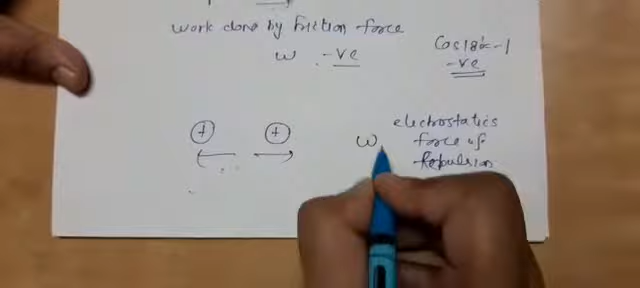 work done by friction force
w -ve
Cos180=-1
-ve
+ +
w electrostatics
force of
Repulsion